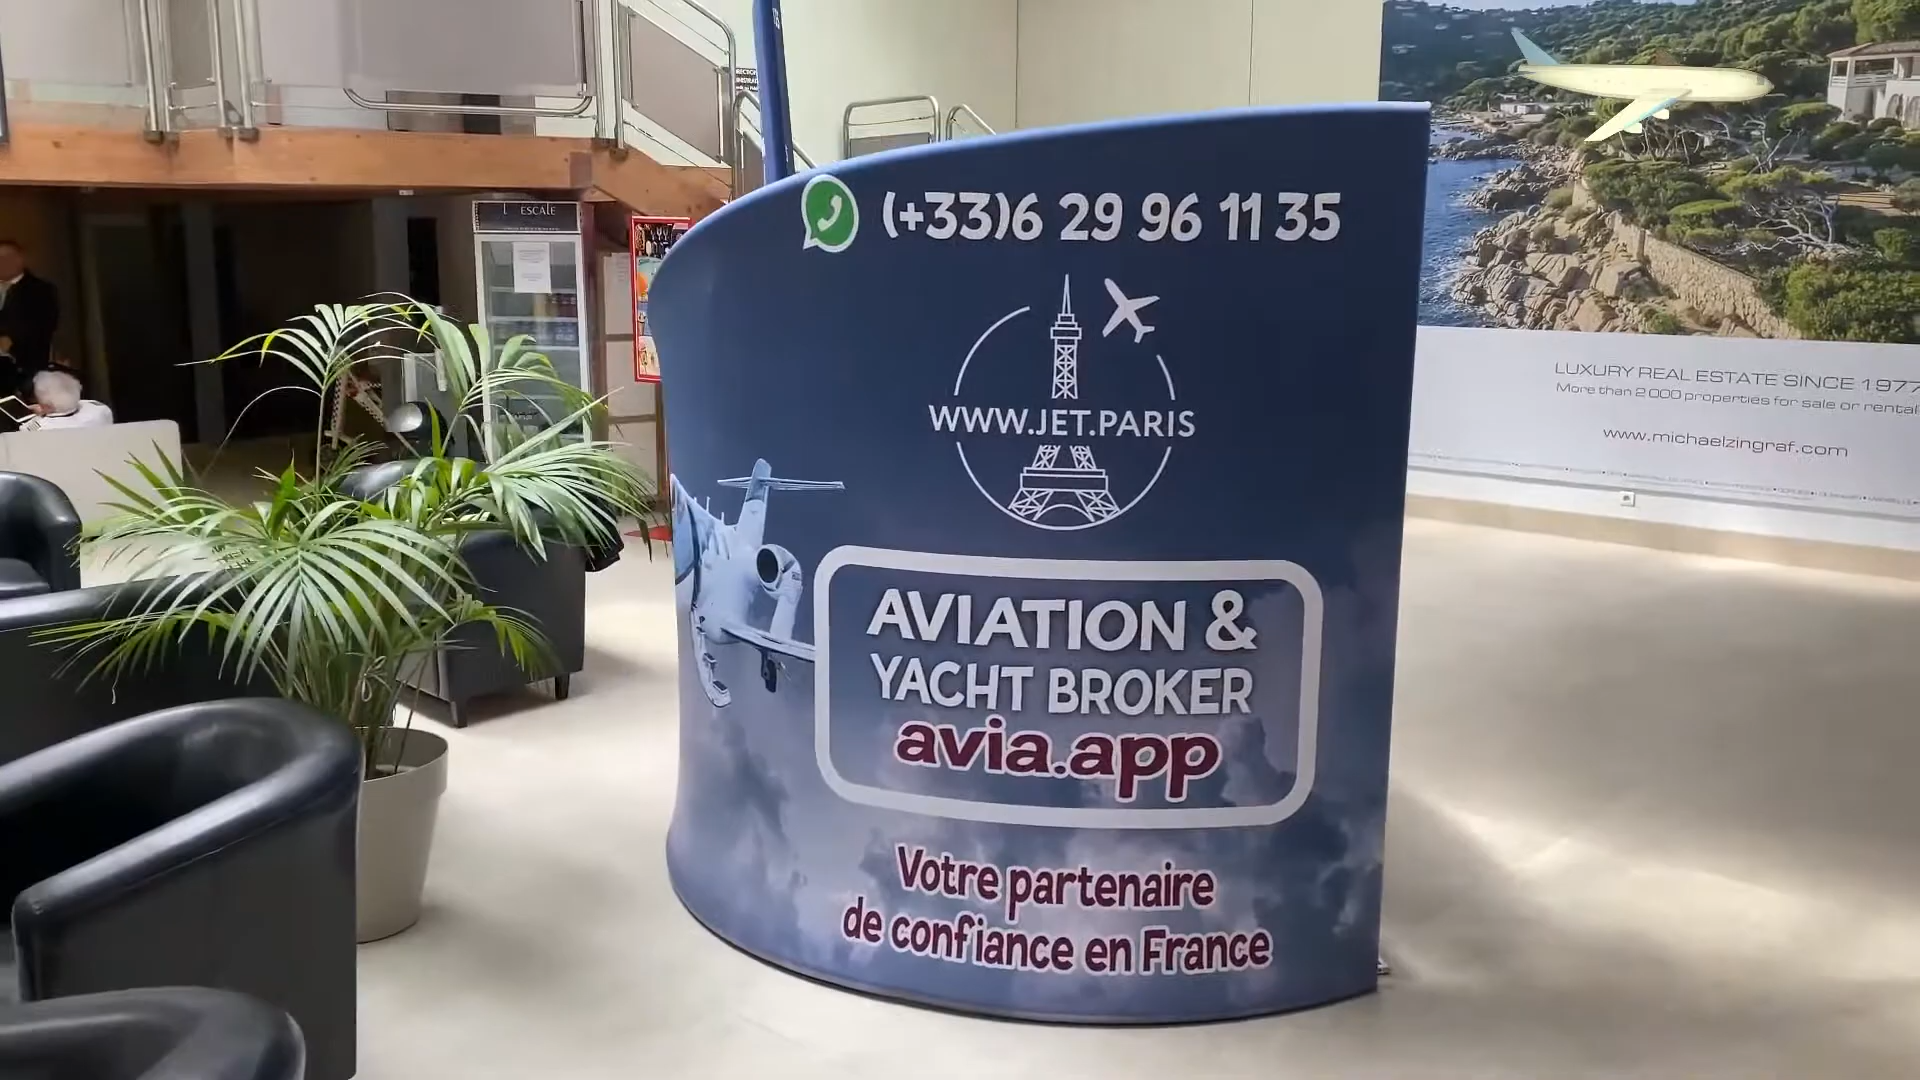 ESCALE
(+33)6 29 96 11 35
WWW.JET.PARIS
AVIATION &
YACHT BROKER
avia.app
Votre partenaire
de confiance en France
LUXURY REAL ESTATE SINCE 1977
More than 2 000 properties for sale or rental
www.michaelzingraf.com